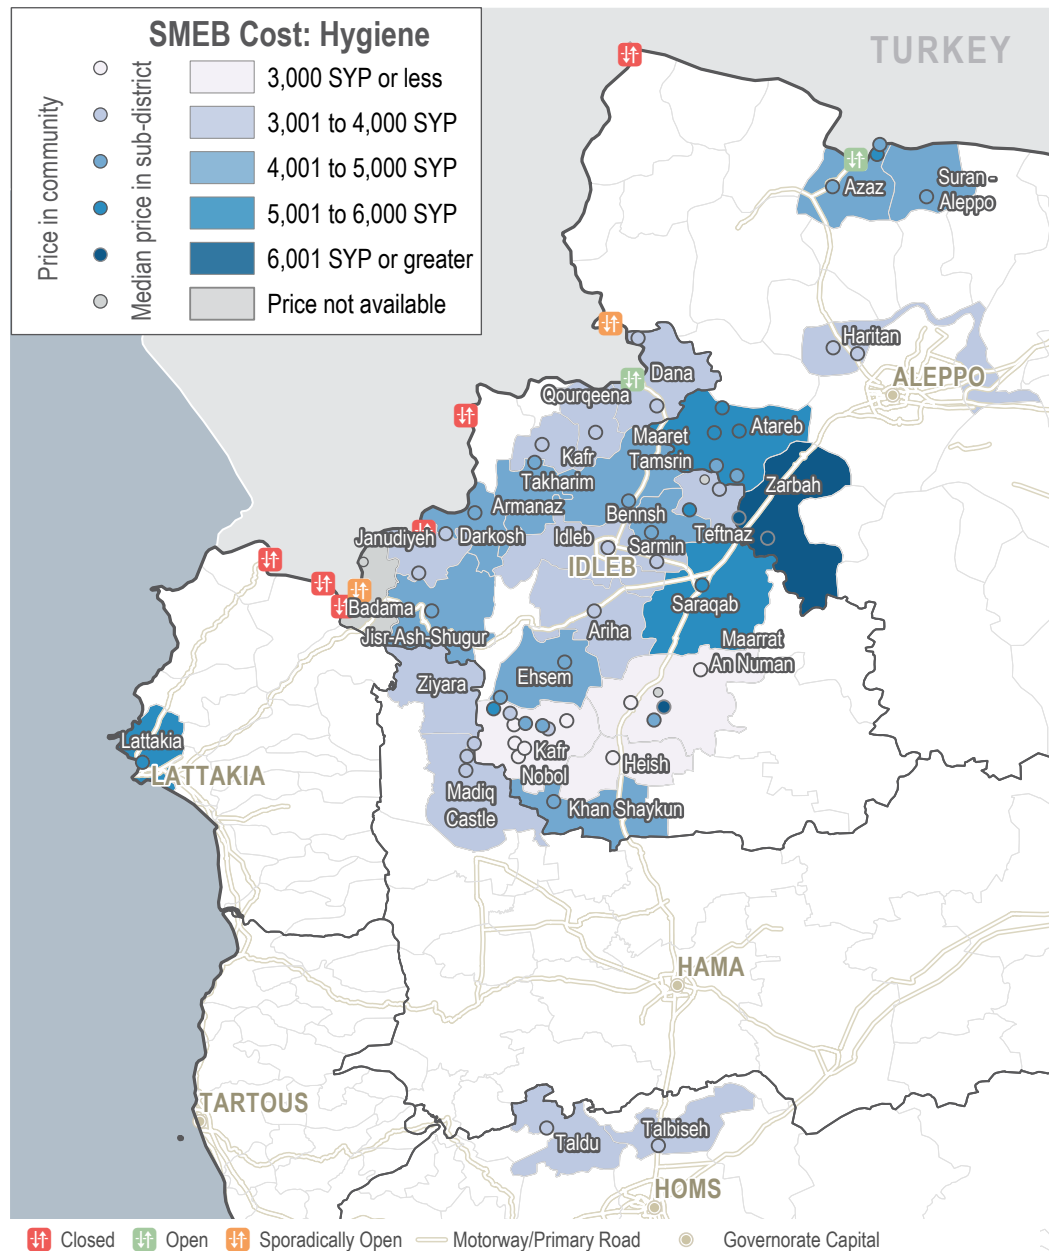 SMEB Cost: Hygiene
Price in community
Median price in sub-district
3,000 SYP or less
3,001 to 4,000 SYP
4,001 to 5,000 SYP
5,001 to 6,000 SYP
6,001 SYP or greater
Price not available
TURKEY
Azaz
Suran -
Aleppo
Haritan
ALEPPO
Dana
Qourqeena
Maaret
Tamsrin
Atareb
Kafr
Takharim
Zarbah
Armanaz
Bennsh
Teftnaz
Janudiyeh
Darkosh
Idleb
Sarmin
IDLEB
Badama
Saraqab
Jisr-Ash-Shugur
Ariha
Maarrat
An Numan
Ehsem
Ziyara
Lattakia
LATTAKIA
Kafr
Nobol
Heish
Madiq
Castle
Khan Shaykun
HAMA
TARTOUS
Taldu
Talbiseh
HOMS
Closed
Open
Sporadically Open
Motorway/Primary Road
Governorate Capital